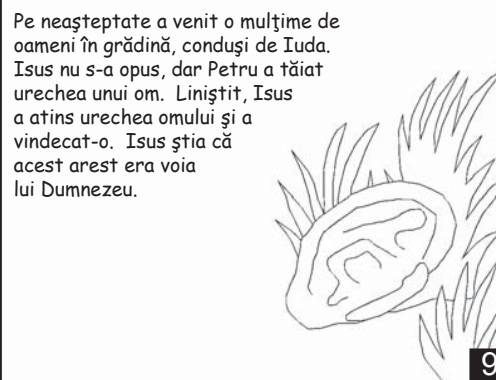 Pe neaşteptate a venit o mulţime de
oameni în grădină, conduşi de Iuda.
Isus nu s-a opus, dar Petru a tăiat
urechea unui om.  Liniştit, Isus
a atins urechea omului şi a
vindecat-o.  Isus ştia că
acest arest era voia
lui Dumnezeu.
9